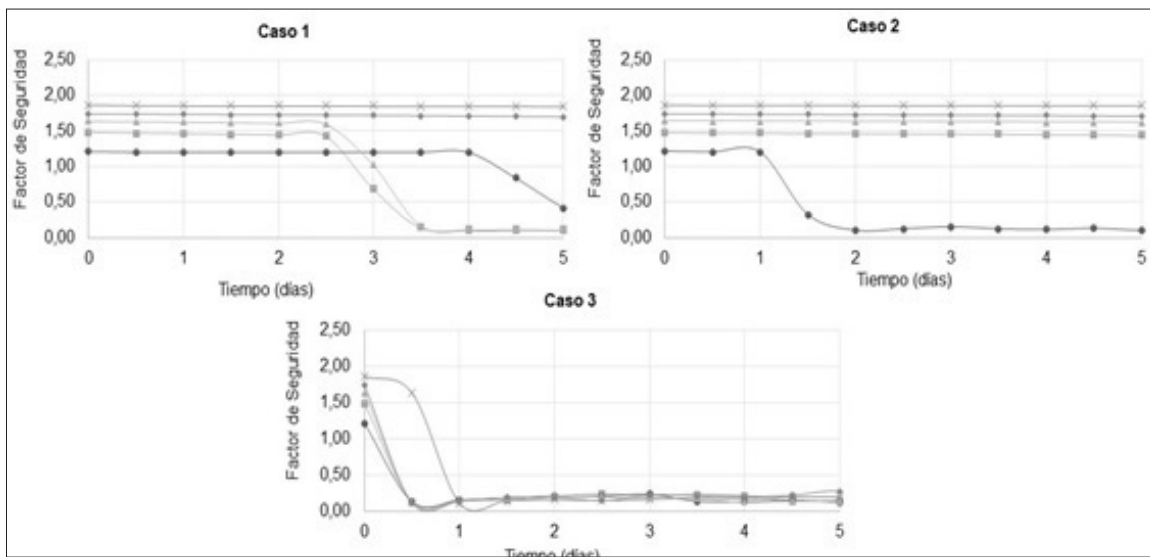 Caso 1
Factor de Seguridad
2,50
2,00
1,50
1,00
0,50
0,00
0 1 2 3 4 5
Tiempo (días)
Caso 2
Factor de Seguridad
2,50
2,00
1,50
1,00
0,50
0,00
0 1 2 3 4 5
Tiempo (días)
Caso 3
Factor de Seguridad
2,50
2,00
1,50
1,00
0,50
0,00
0 1 2 3 4 5
Tiempo (días)